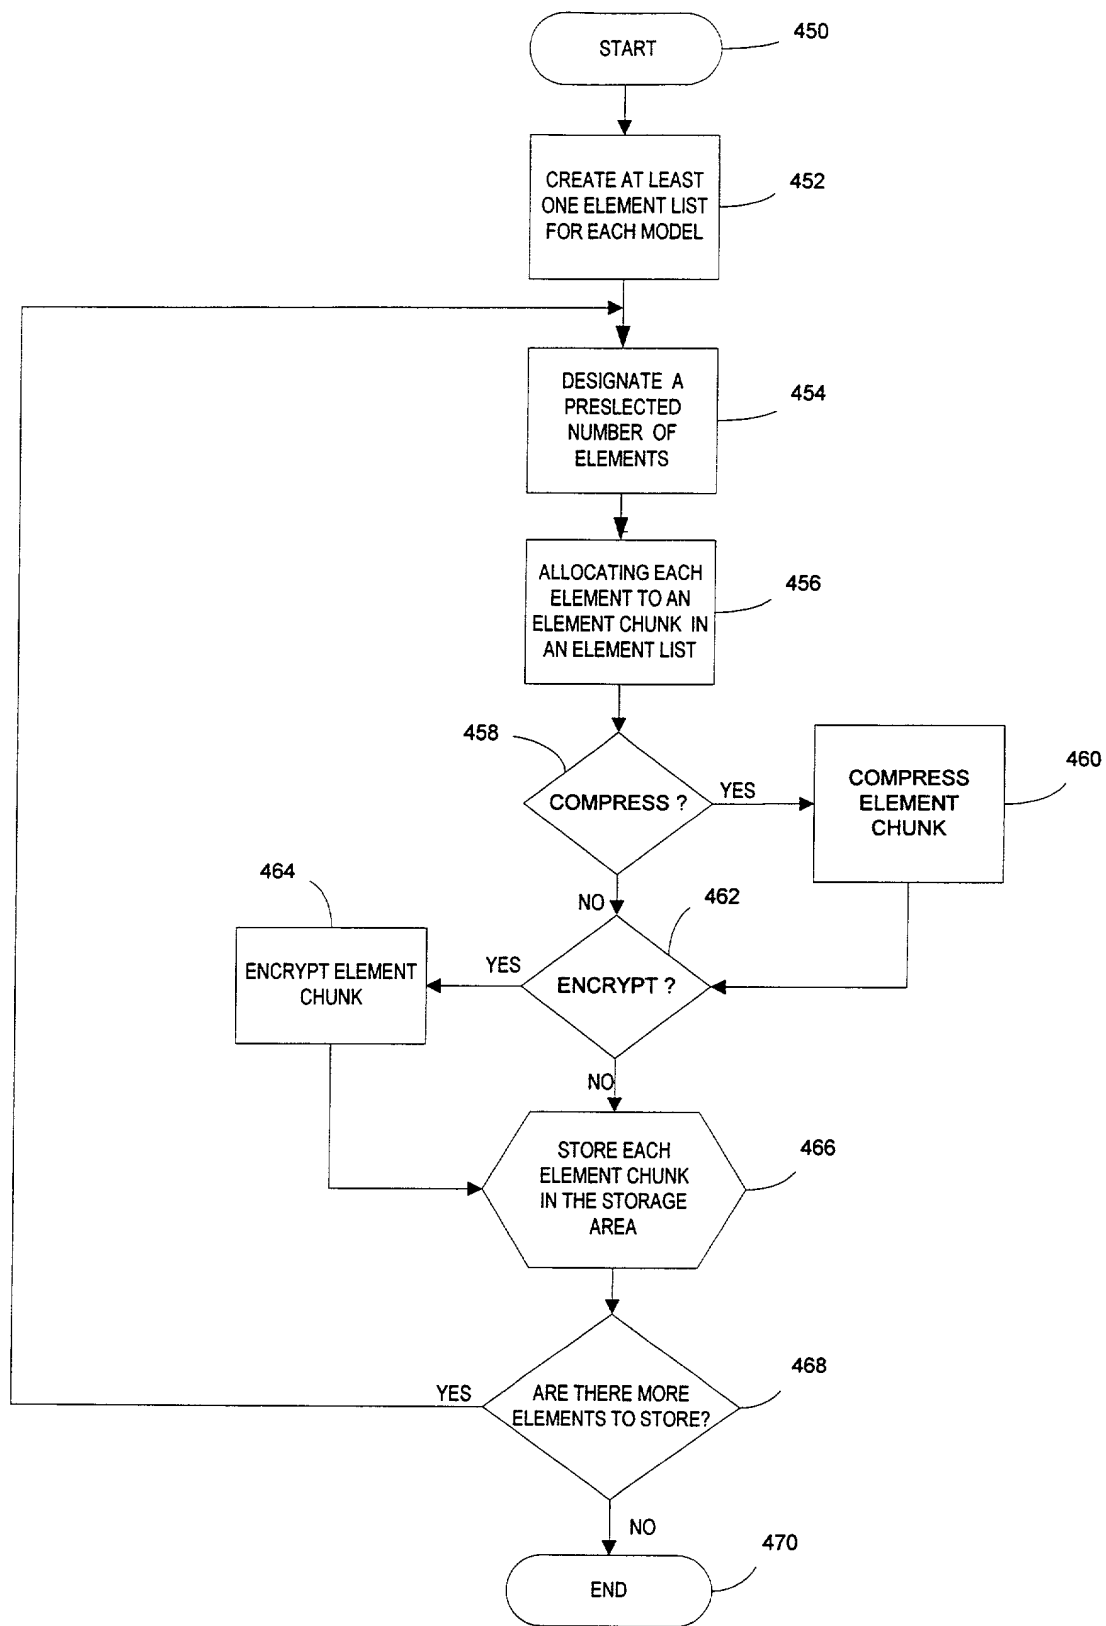 START
450
CREATE AT LEAST
ONE ELEMENT LIST
FOR EACH MODEL
452
DESIGNATE A
PRESLECTED
NUMBER OF
ELEMENTS
454
ALLOCATING EACH
ELEMENT TO AN
ELEMENT CHUNK IN
AN ELEMENT LIST
456
458
COMPRESS ?
YES
COMPRESS
ELEMENT
CHUNK
460
NO
462
ENCRYPT ?
YES
464
ENCRYPT ELEMENT
CHUNK
NO
STORE EACH
ELEMENT CHUNK
IN THE STORAGE
AREA
466
ARE THERE MORE
ELEMENTS TO STORE?
468
YES
NO
END
470